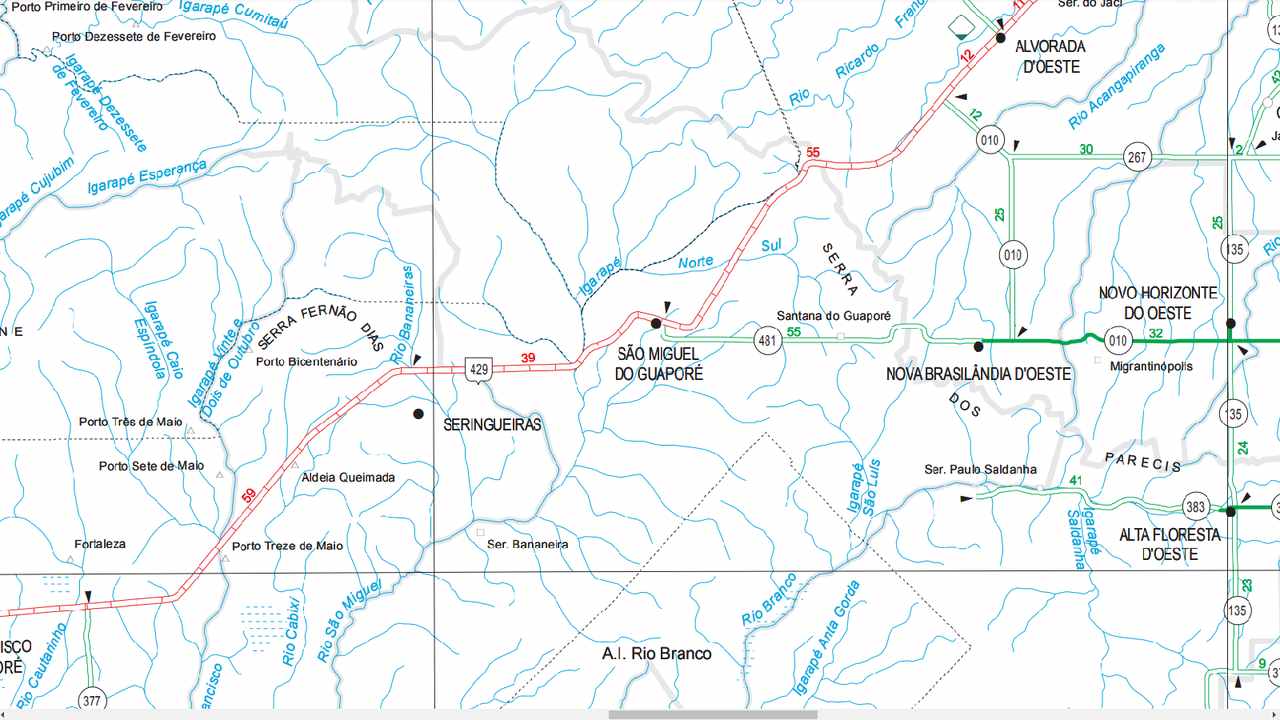 Porto Primeiro de Fevereiro
Igarapé Cumitaú
Porto Dezessete de Fevereiro
Igarapé Dezessete
de Fevereiro
Igarapé Esperança
Igarapé Cujubim
Ser. do Jaci
11
12
ALVORADA
D'OESTE
Rio Ricardo Franco
Rio Acangapiranga
12
010
55
30
267
2
25
25
010
135
SERRA
Igarapé Norte Sul
NOVO HORIZONTE
DO OESTE
Santana do Guaporé
481
55
010
32
SÃO MIGUEL
DO GUAPORÉ
NOVA BRASILÂNDIA D'OESTE
Migrantinópolis
Igarapé Caio
Espíndola
Igarapé Vinte e
Dois de Outubro
SERRA FERNÃO DIAS
Rio Bananeiras
Porto Bicentenário
429
39
DOS
135
SERINGUEIRAS
Porto Três de Maio
Porto Sete de Maio
Aldeia Queimada
59
Igarapé
São Luís
Ser. Paulo Saldanha
PARECIS
24
41
383
Igarapé
Saldanha
ALTA FLORESTA
D'OESTE
Fortaleza
Porto Treze de Maio
Ser. Bananeira
23
135
Rio Cautarinho
Rio Cabixi
Rio São Miguel
Rio Branco
Igarapé Anta Gorda
A.I. Rio Branco
9
377